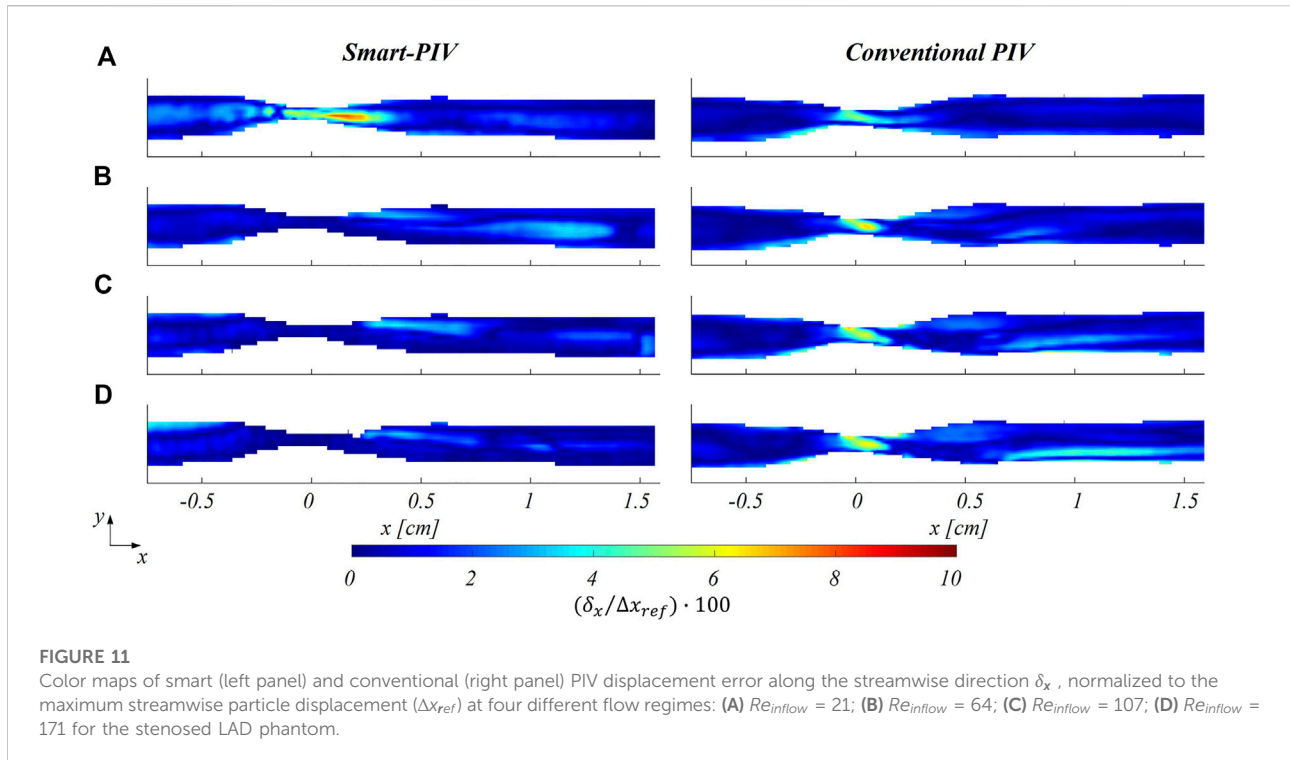 Smart-PIV
Conventional PIV
A
B
C
D
-0.5 0 0.5 1 1.5
-0.5 0 0.5 1 1.5
x [cm]
x [cm]
y
x
0 2 4 6 8 10
(δx/Δxref) · 100
FIGURE 11
Color maps of smart (left panel) and conventional (right panel) PIV displacement error along the streamwise direction δx , normalized to the
maximum streamwise particle displacement (Δxref) at four different flow regimes: (A) Reinflow = 21; (B) Reinflow = 64; (C) Reinflow = 107; (D) Reinflow =
171 for the stenosed LAD phantom.